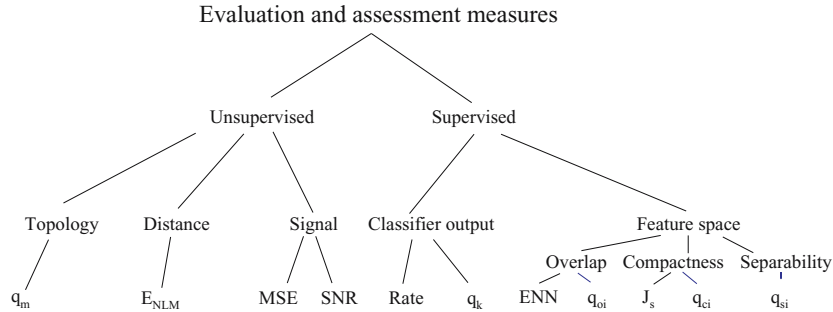 Evaluation and assessment measures
Unsupervised Supervised
Topology Distance Signal Classifier output Feature space
Overlap Compactness Separability
q_m E_NLM MSE SNR Rate q_k ENN q_oi J_s q_ci q_si